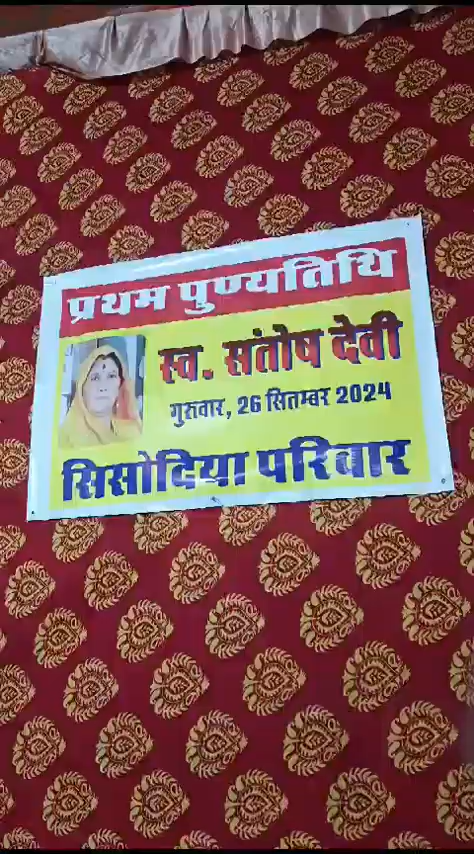 प्रथम पुण्यतिथि
स्व. संतोष देवी
गुरुवार, 26 सितम्बर 2024
सिसोदिया परिवार